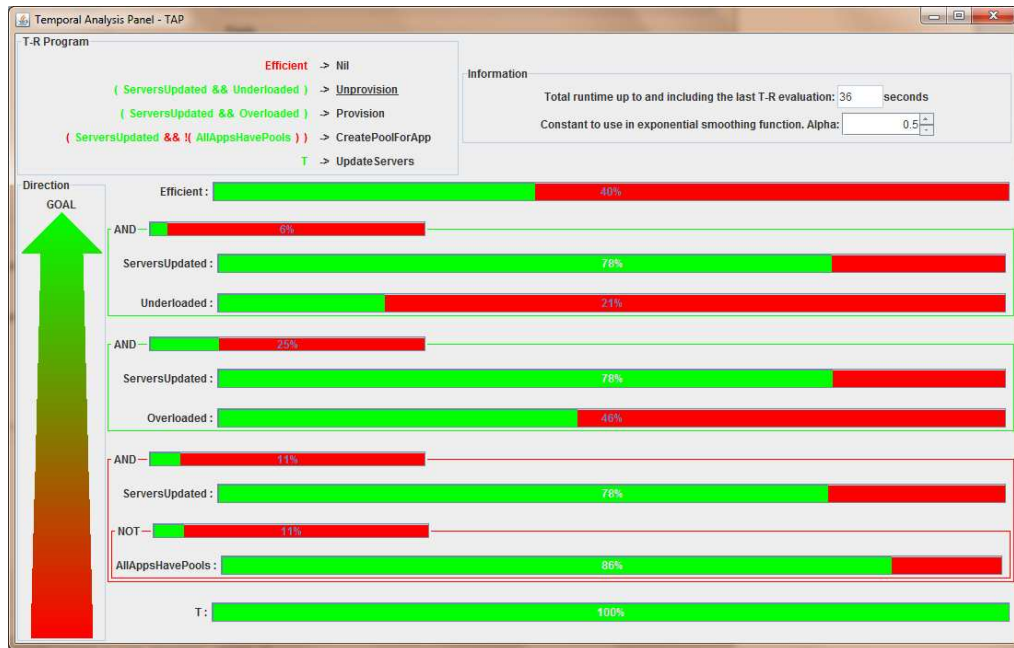 Temporal Analysis Panel - TAP
T-R Program
Efficient -> Nil
( ServersUpdated && Underloaded ) -> Unprovision
( ServersUpdated && Overloaded ) -> Provision
( ServersUpdated && !( AllAppsHavePools ) ) -> CreatePoolForApp
T -> UpdateServers
Information
Total runtime up to and including the last T-R evaluation: 36 seconds
Constant to use in exponential smoothing function. Alpha: 0.5
Direction
GOAL
Efficient : 40%
AND 6%
ServersUpdated : 78%
Underloaded : 21%
AND 25%
ServersUpdated : 78%
Overloaded : 46%
AND 11%
ServersUpdated : 78%
NOT 11%
AllAppsHavePools : 86%
T : 100%